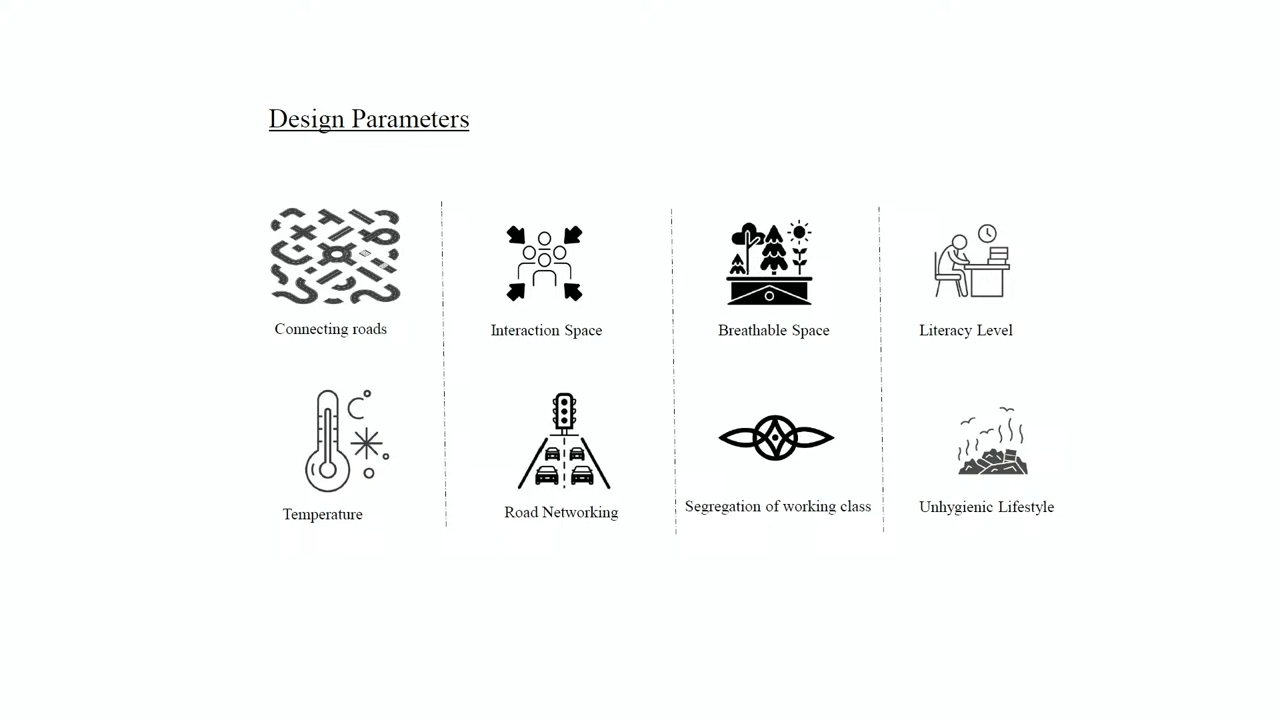 Design Parameters
Connecting roads
Interaction Space
Breathable Space
Literacy Level
Temperature
Road Networking
Segregation of working class
Unhygienic Lifestyle